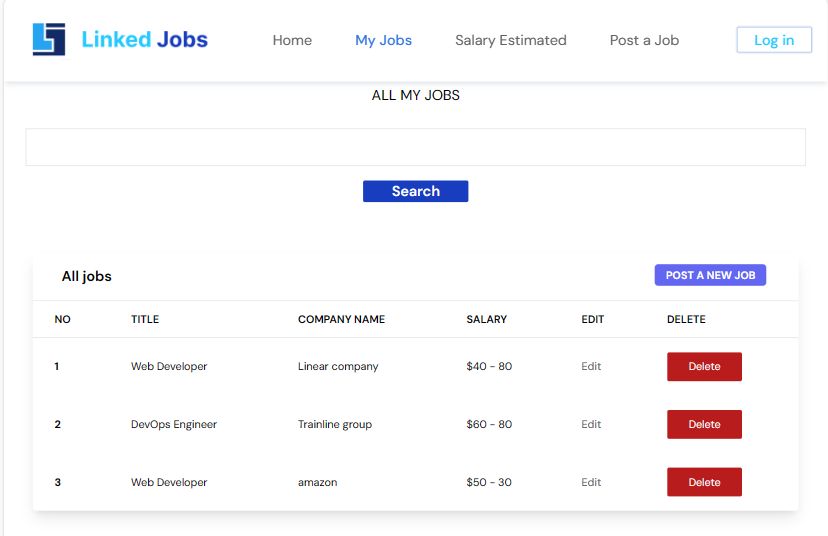 Linked Jobs Home My Jobs Salary Estimated Post a Job Log in
ALL MY JOBS
Search
All jobs POST A NEW JOB
NO TITLE COMPANY NAME SALARY EDIT DELETE
1 Web Developer Linear company $40 - 80 Edit Delete
2 DevOps Engineer Trainline group $60 - 80 Edit Delete
3 Web Developer amazon $50 - 30 Edit Delete